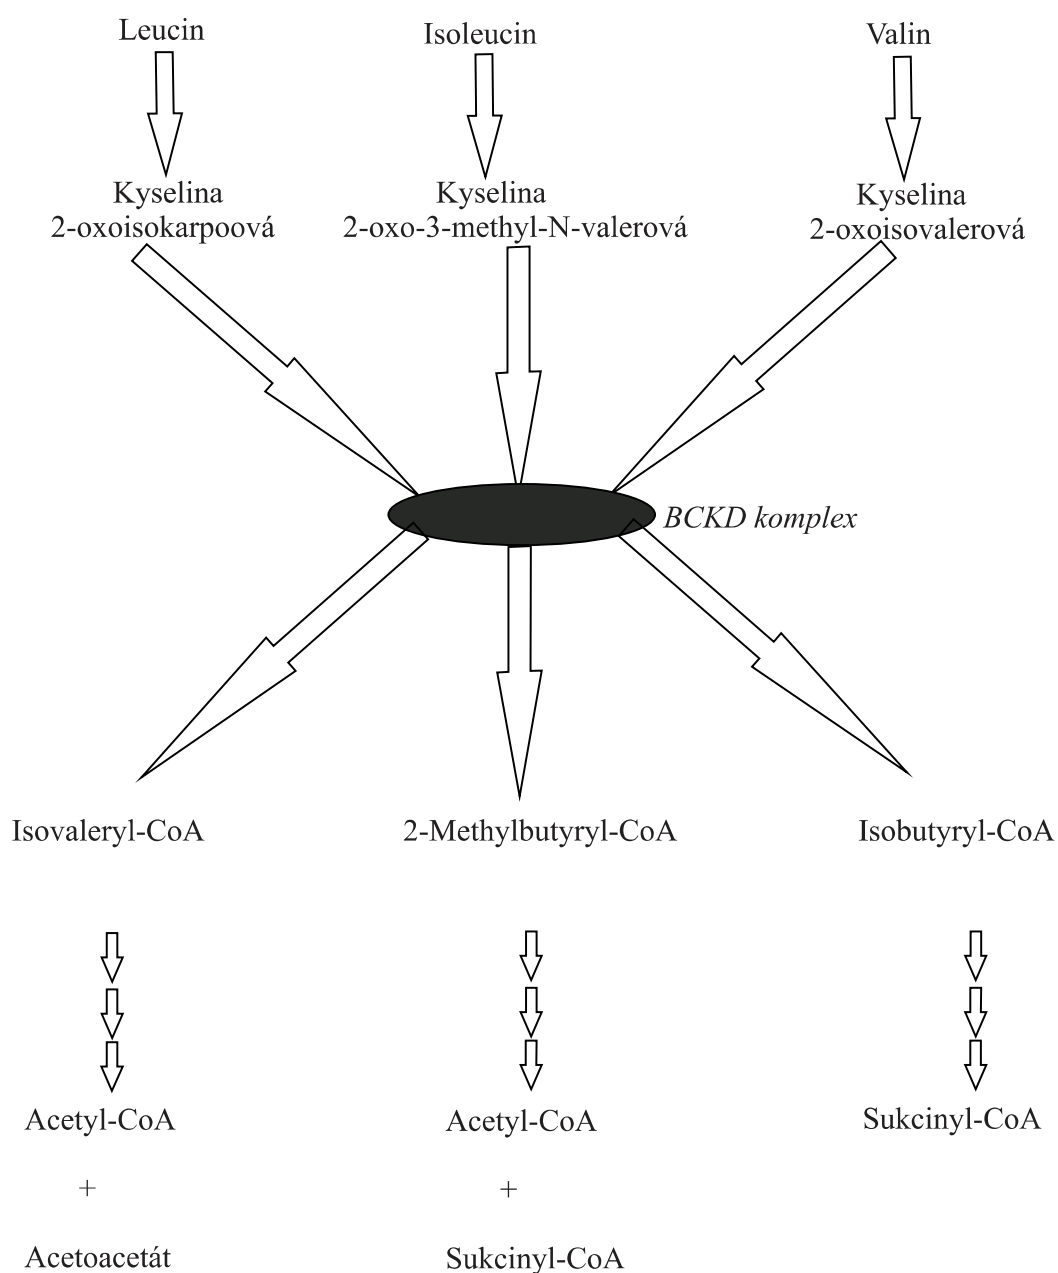 Leucin
Isoleucin
Valin
Kyselina
2-oxoisokarpoová
Kyselina
2-oxo-3-methyl-N-valerová
Kyselina
2-oxoisovalerová
BCKD komplex
Isovaleryl-CoA
2-Methylbutyryl-CoA
Isobutyryl-CoA
Acetyl-CoA
+
Acetoacetát
Acetyl-CoA
+
Sukcinyl-CoA
Sukcinyl-CoA